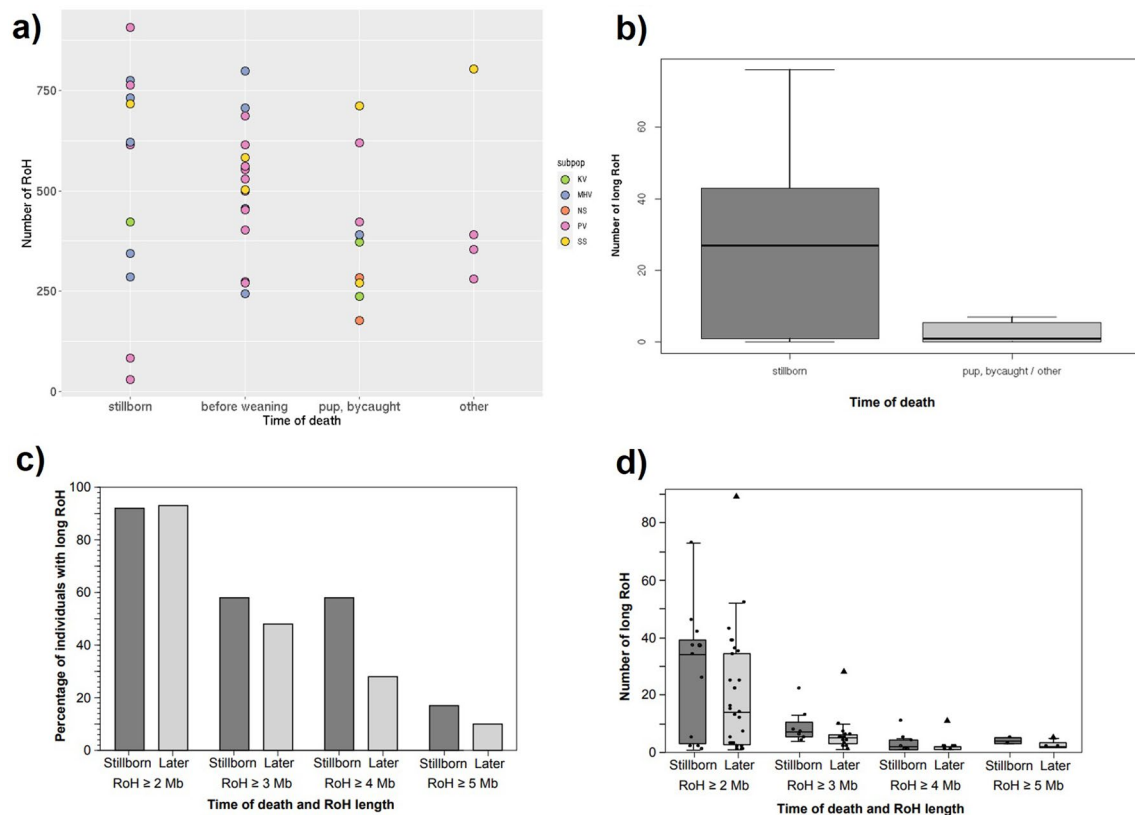 a)
Number of RoH
750
500
250
0
stillborn before weaning pup, bycaught other
Time of death
subpop
KV
MHV
NS
PV
SS
b)
Number of long RoH
60
40
20
0
stillborn pup, bycaught / other
Time of death
c)
Percentage of individuals with long RoH
100
80
60
40
20
0
Stillborn Later Stillborn Later Stillborn Later Stillborn Later
RoH ≥ 2 Mb RoH ≥ 3 Mb RoH ≥ 4 Mb RoH ≥ 5 Mb
Time of death and RoH length
d)
Number of long RoH
80
60
40
20
0
Stillborn Later Stillborn Later Stillborn Later Stillborn Later
RoH ≥ 2 Mb RoH ≥ 3 Mb RoH ≥ 4 Mb RoH ≥ 5 Mb
Time of death and RoH length